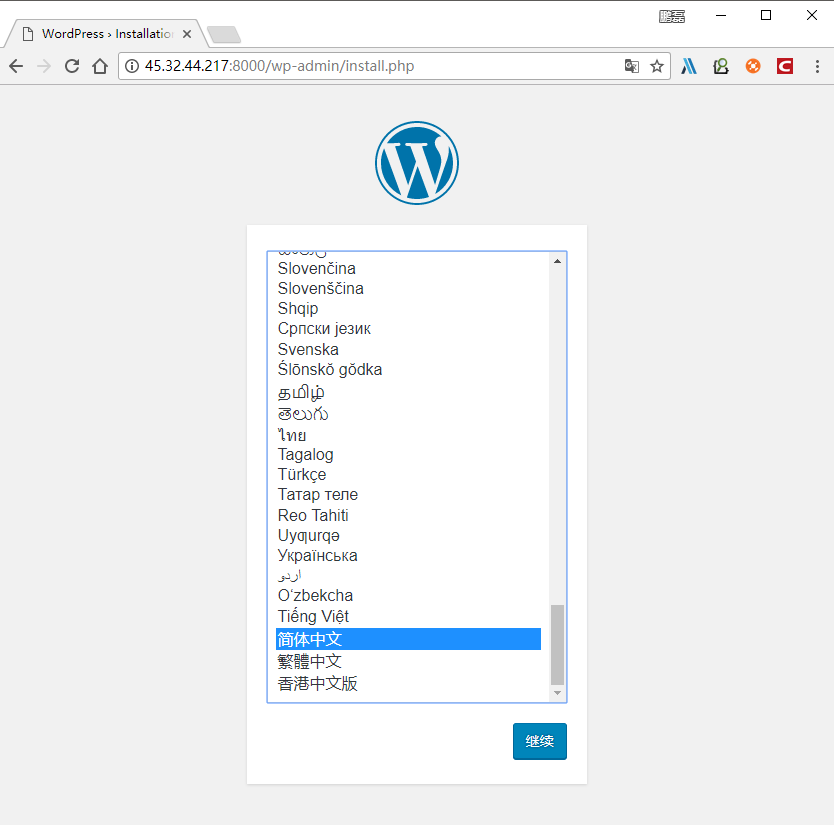 鹏磊
WordPress › Installatio
45.32.44.217:8000/wp-admin/install.php
Slovenčina
Slovenščina
Shqip
Српски језик
Svenska
Ślōnskŏ gŏdka
தமிழ்
తెలుగు
ไทย
Tagalog
Türkçe
Татар теле
Reo Tahiti
Uyƣurqə
Українська
اردو
O‘zbekcha
Tiếng Việt
简体中文
繁體中文
香港中文版
继续